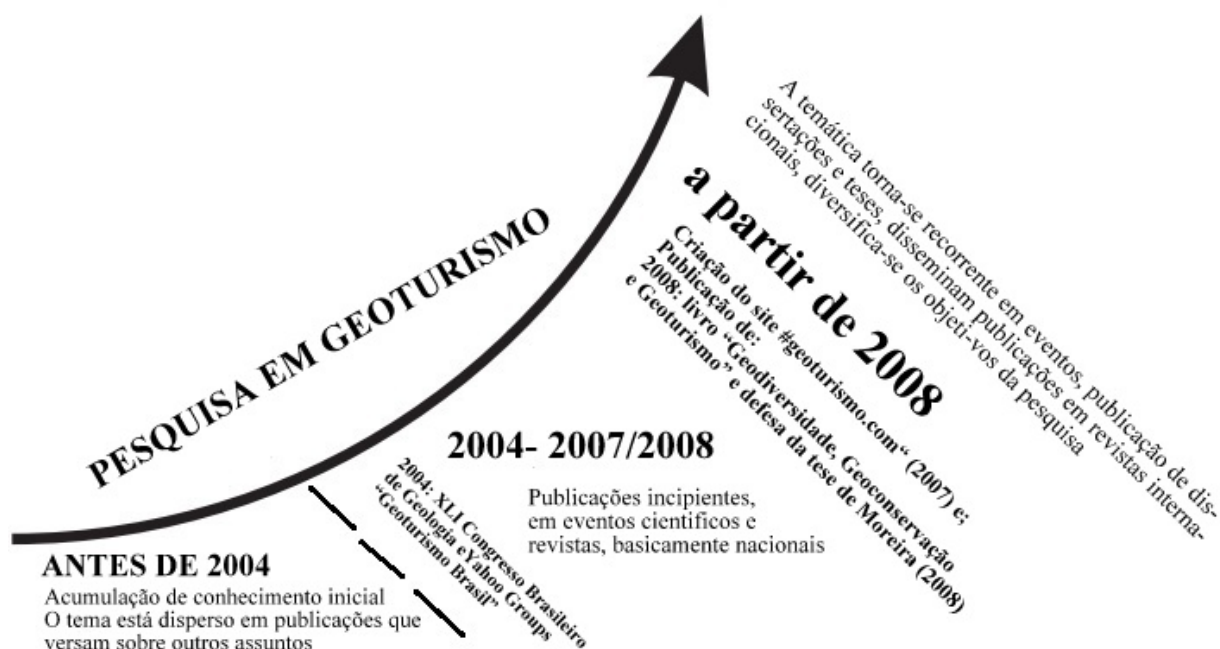 PESQUISA EM GEOTURISMO
ANTES DE 2004
Acumulação de conhecimento inicial
O tema está disperso em publicações que
versam sobre outros assuntos
2004: XLI Congresso Brasileiro
de Geologia eYahoo Groups
“Geoturismo Brasil”
2004- 2007/2008
Publicações incipientes,
em eventos cientificos e
revistas, basicamente nacionais
a partir de 2008
Criação do site #geoturismo.com“ (2007) e;
Publicação de:
2008: livro “Geodiversidade, Geoconservação
e Geoturismo” e defesa da tese de Moreira (2008)
A temática torna-se recorrente em eventos, publicação de dis-
sertações e teses, disseminam publicações em revistas interna-
cionais, diversifica-se os objeti-vos da pesquisa